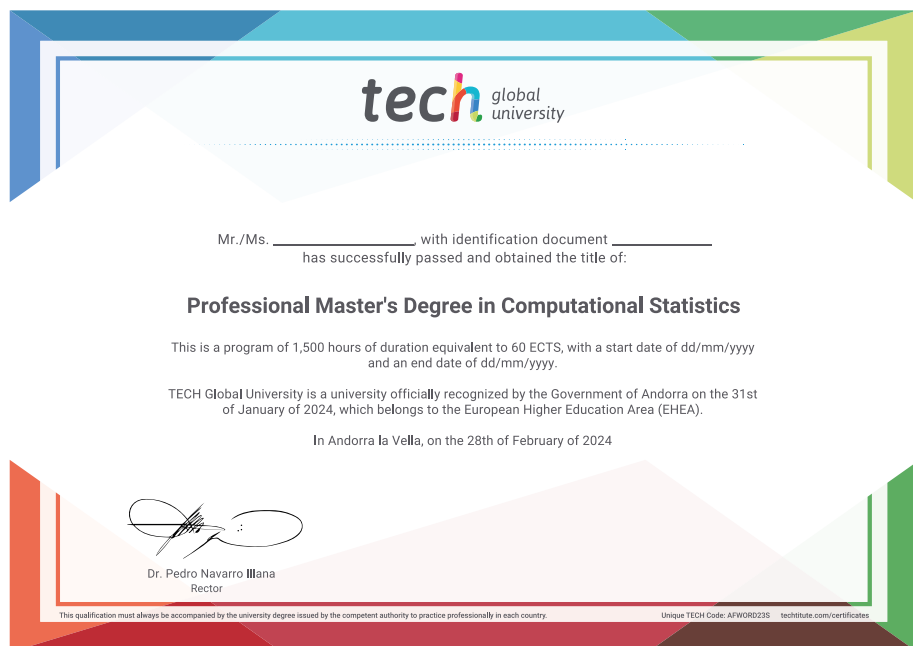 tech global university
Mr./Ms. ______________, with identification document __________
has successfully passed and obtained the title of:
Professional Master's Degree in Computational Statistics
This is a program of 1,500 hours of duration equivalent to 60 ECTS, with a start date of dd/mm/yyyy
and an end date of dd/mm/yyyy.
TECH Global University is a university officially recognized by the Government of Andorra on the 31st
of January of 2024, which belongs to the European Higher Education Area (EHEA).
In Andorra la Vella, on the 28th of February of 2024
Dr. Pedro Navarro Illana
Rector
This qualification must always be accompanied by the university degree issued by the competent authority to practice professionally in each country. Unique TECH Code: AFWORD23S techtitute.com/certificates